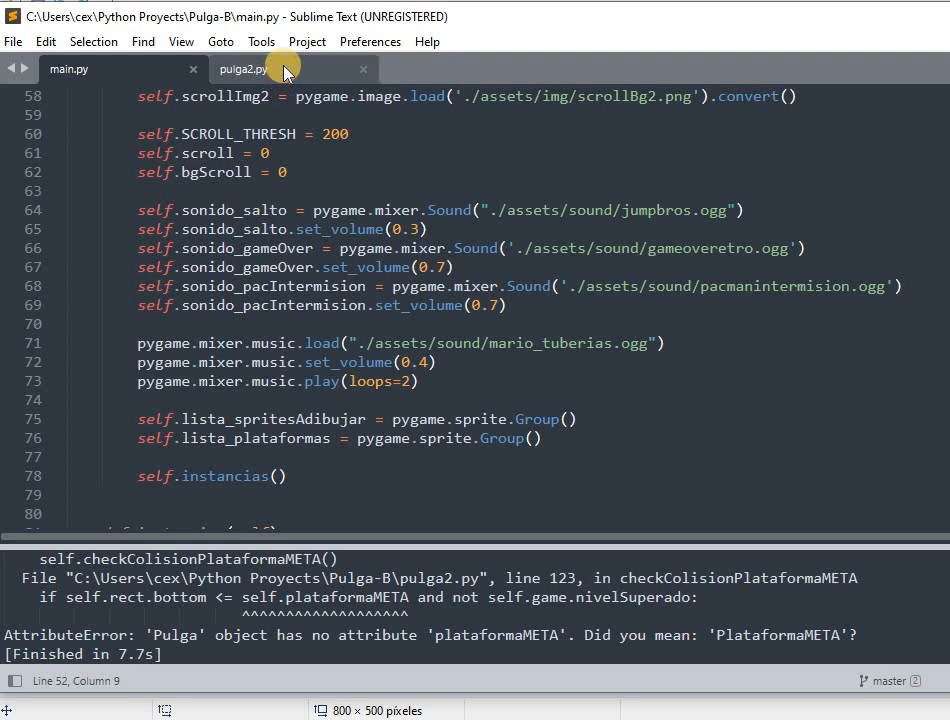 C:\Users\cex\Python Proyects\Pulga-B\main.py - Sublime Text (UNREGISTERED)
File Edit Selection Find View Goto Tools Project Preferences Help
main.py × pulga2.py ×
58 self.scrollImg2 = pygame.image.load('./assets/img/scrollBg2.png').convert()
59
60 self.SCROLL_THRESH = 200
61 self.scroll = 0
62 self.bgScroll = 0
63
64 self.sonido_salto = pygame.mixer.Sound("./assets/sound/jumpbros.ogg")
65 self.sonido_salto.set_volume(0.3)
66 self.sonido_gameOver = pygame.mixer.Sound('./assets/sound/gameoveretro.ogg')
67 self.sonido_gameOver.set_volume(0.7)
68 self.sonido_pacIntermision = pygame.mixer.Sound('./assets/sound/pacmanintermision.ogg')
69 self.sonido_pacIntermision.set_volume(0.7)
70
71 pygame.mixer.music.load("./assets/sound/mario_tuberias.ogg")
72 pygame.mixer.music.set_volume(0.4)
73 pygame.mixer.music.play(loops=2)
74
75 self.lista_spritesAdibujar = pygame.sprite.Group()
76 self.lista_plataformas = pygame.sprite.Group()
77
78 self.instancias()
79
80
self.checkColisionPlataformaMETA()
File "C:\Users\cex\Python Proyects\Pulga-B\pulga2.py", line 123, in checkColisionPlataformaMETA
if self.rect.bottom <= self.plataformaMETA and not self.game.nivelSuperado:
^^^^^^^^^^^^^^^^^^^
AttributeError: 'Pulga' object has no attribute 'plataformaMETA'. Did you mean: 'PlataformaMETA'?
[Finished in 7.7s]
Line 52, Column 9 master 2
800 × 500 píxeles